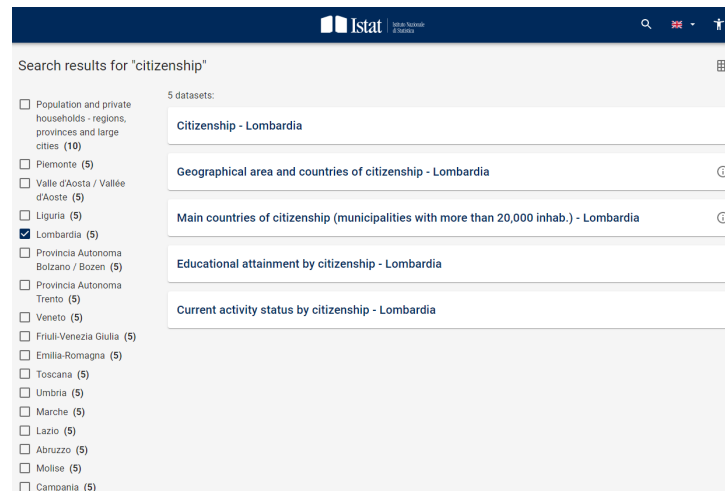 Istat
Istituto Nazionale
di Statistica
Search results for "citizenship"
Population and private
households - regions,
provinces and large
cities (10)
Piemonte (5)
Valle d'Aosta / Vallée
d'Aoste (5)
Liguria (5)
Lombardia (5)
Provincia Autonoma
Bolzano / Bozen (5)
Provincia Autonoma
Trento (5)
Veneto (5)
Friuli-Venezia Giulia (5)
Emilia-Romagna (5)
Toscana (5)
Umbria (5)
Marche (5)
Lazio (5)
Abruzzo (5)
Molise (5)
Campania (5)
5 datasets:
Citizenship - Lombardia
Geographical area and countries of citizenship - Lombardia
Main countries of citizenship (municipalities with more than 20,000 inhab.) - Lombardia
Educational attainment by citizenship - Lombardia
Current activity status by citizenship - Lombardia